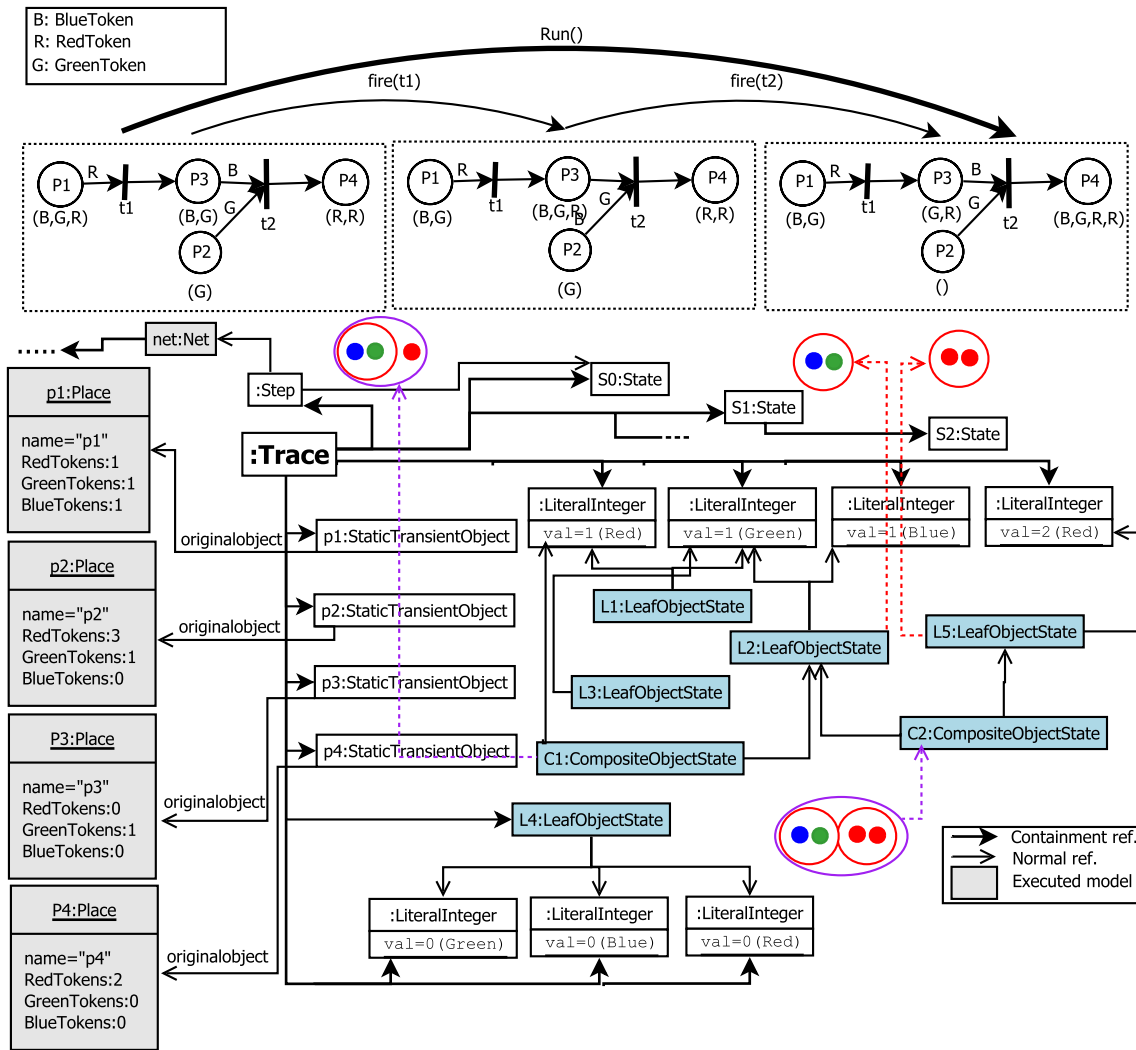 B: BlueToken
R: RedToken
G: GreenToken
Run()
fire(t1)
fire(t2)
P1
R
t1
P3
B
G
t2
P4
(B,G,R)
(B,G)
(R,R)
P2
(G)
P1
R
t1
P3
B
G
t2
P4
(B,G)
(B,G,R)
(R,R)
P2
(G)
P1
R
t1
P3
B
G
t2
P4
(B,G)
(G,R)
(B,G,R,R)
P2
()
.....
net:Net
:Step
S0:State
S1:State
S2:State
....
:Trace
p1:Place
name="p1"
RedTokens:1
GreenTokens:1
BlueTokens:1
originalobject
p1:StaticTransientObject
:LiteralInteger
val=1(Red)
:LiteralInteger
val=1(Green)
:LiteralInteger
val=1(Blue)
:LiteralInteger
val=2(Red)
p2:Place
name="p2"
RedTokens:3
GreenTokens:1
BlueTokens:0
originalobject
p2:StaticTransientObject
L1:LeafObjectState
L2:LeafObjectState
L5:LeafObjectState
p3:StaticTransientObject
L3:LeafObjectState
P3:Place
name="p3"
RedTokens:0
GreenTokens:1
BlueTokens:0
originalobject
p4:StaticTransientObject
C1:CompositeObjectState
C2:CompositeObjectState
L4:LeafObjectState
P4:Place
name="p4"
RedTokens:2
GreenTokens:0
BlueTokens:0
originalobject
:LiteralInteger
val=0(Green)
:LiteralInteger
val=0(Blue)
:LiteralInteger
val=0(Red)
Containment ref.
Normal ref.
Executed model